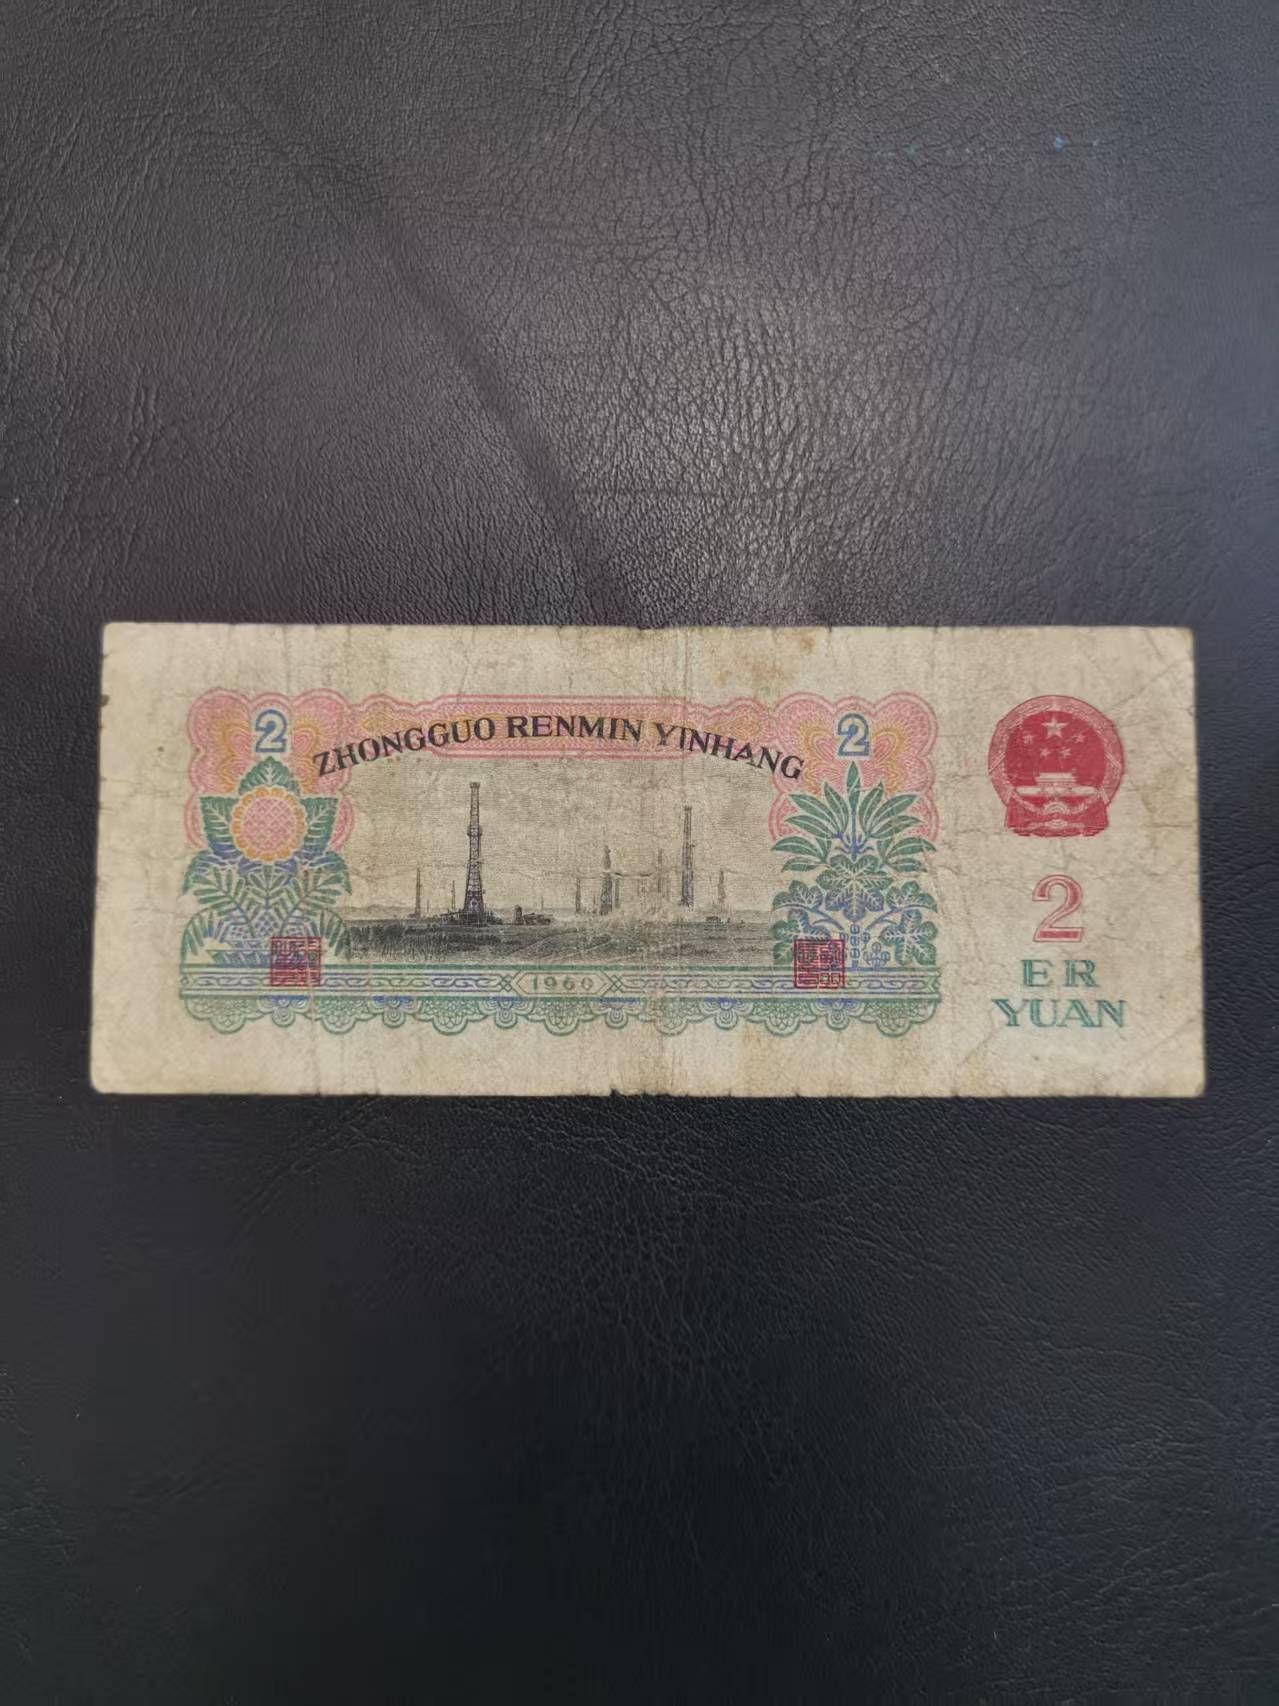 2
ZHONGGUO RENMIN YINHANG
2
1960
2
ER
YUAN